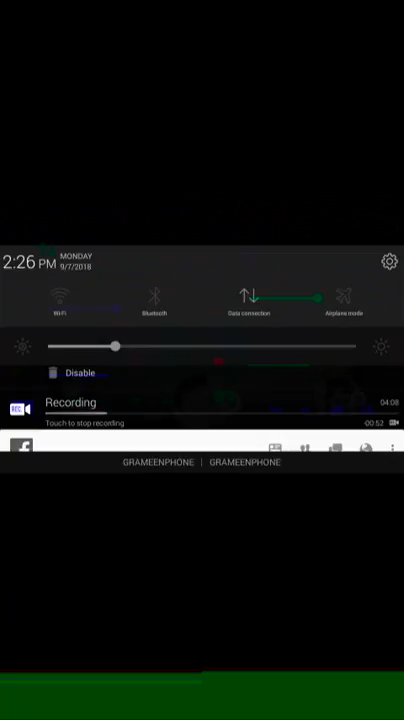 2:26 PM MONDAY
9/7/2018
Wi-Fi Bluetooth Data connection Airplane mode
Disable
REC Recording 04:08
Touch to stop recording 00:52
GRAMEENPHONE | GRAMEENPHONE